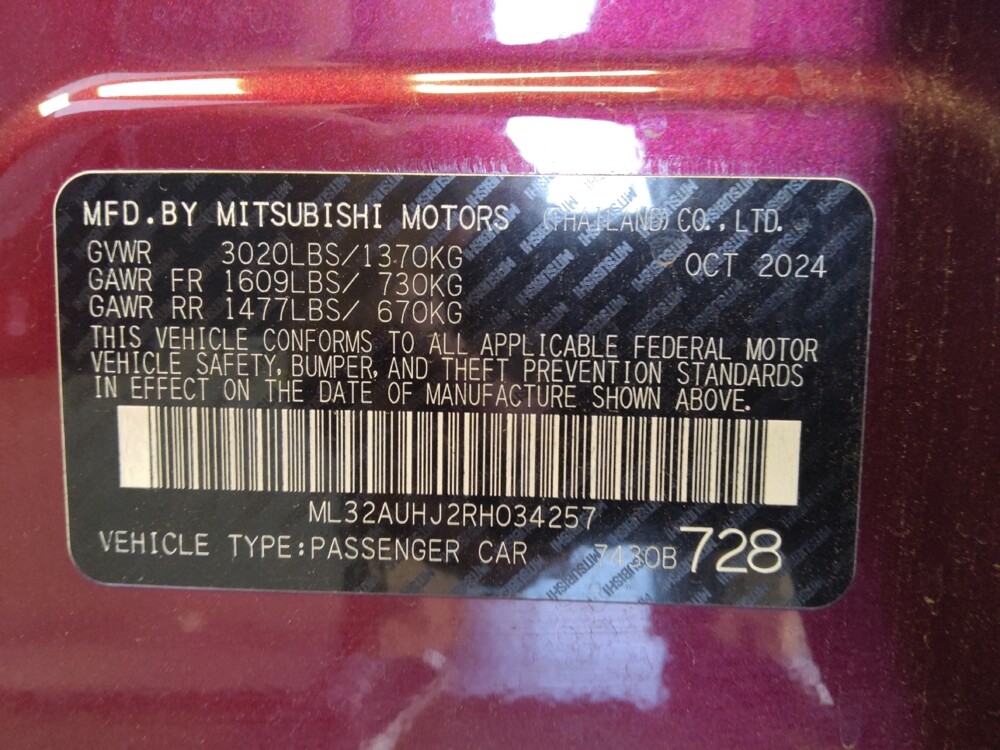 MFD.BY MITSUBISHI MOTORS (THAILAND) CO., LTD.
GVWR 3020LBS/1370KG OCT 2024
GAWR FR 1609LBS/ 730KG
GAWR RR 1477LBS/ 670KG
THIS VEHICLE CONFORMS TO ALL APPLICABLE FEDERAL MOTOR
VEHICLE SAFETY, BUMPER, AND THEFT PREVENTION STANDARDS
IN EFFECT ON THE DATE OF MANUFACTURE SHOWN ABOVE.
ML32AUHJ2RH034257
VEHICLE TYPE:PASSENGER CAR 7430B 728